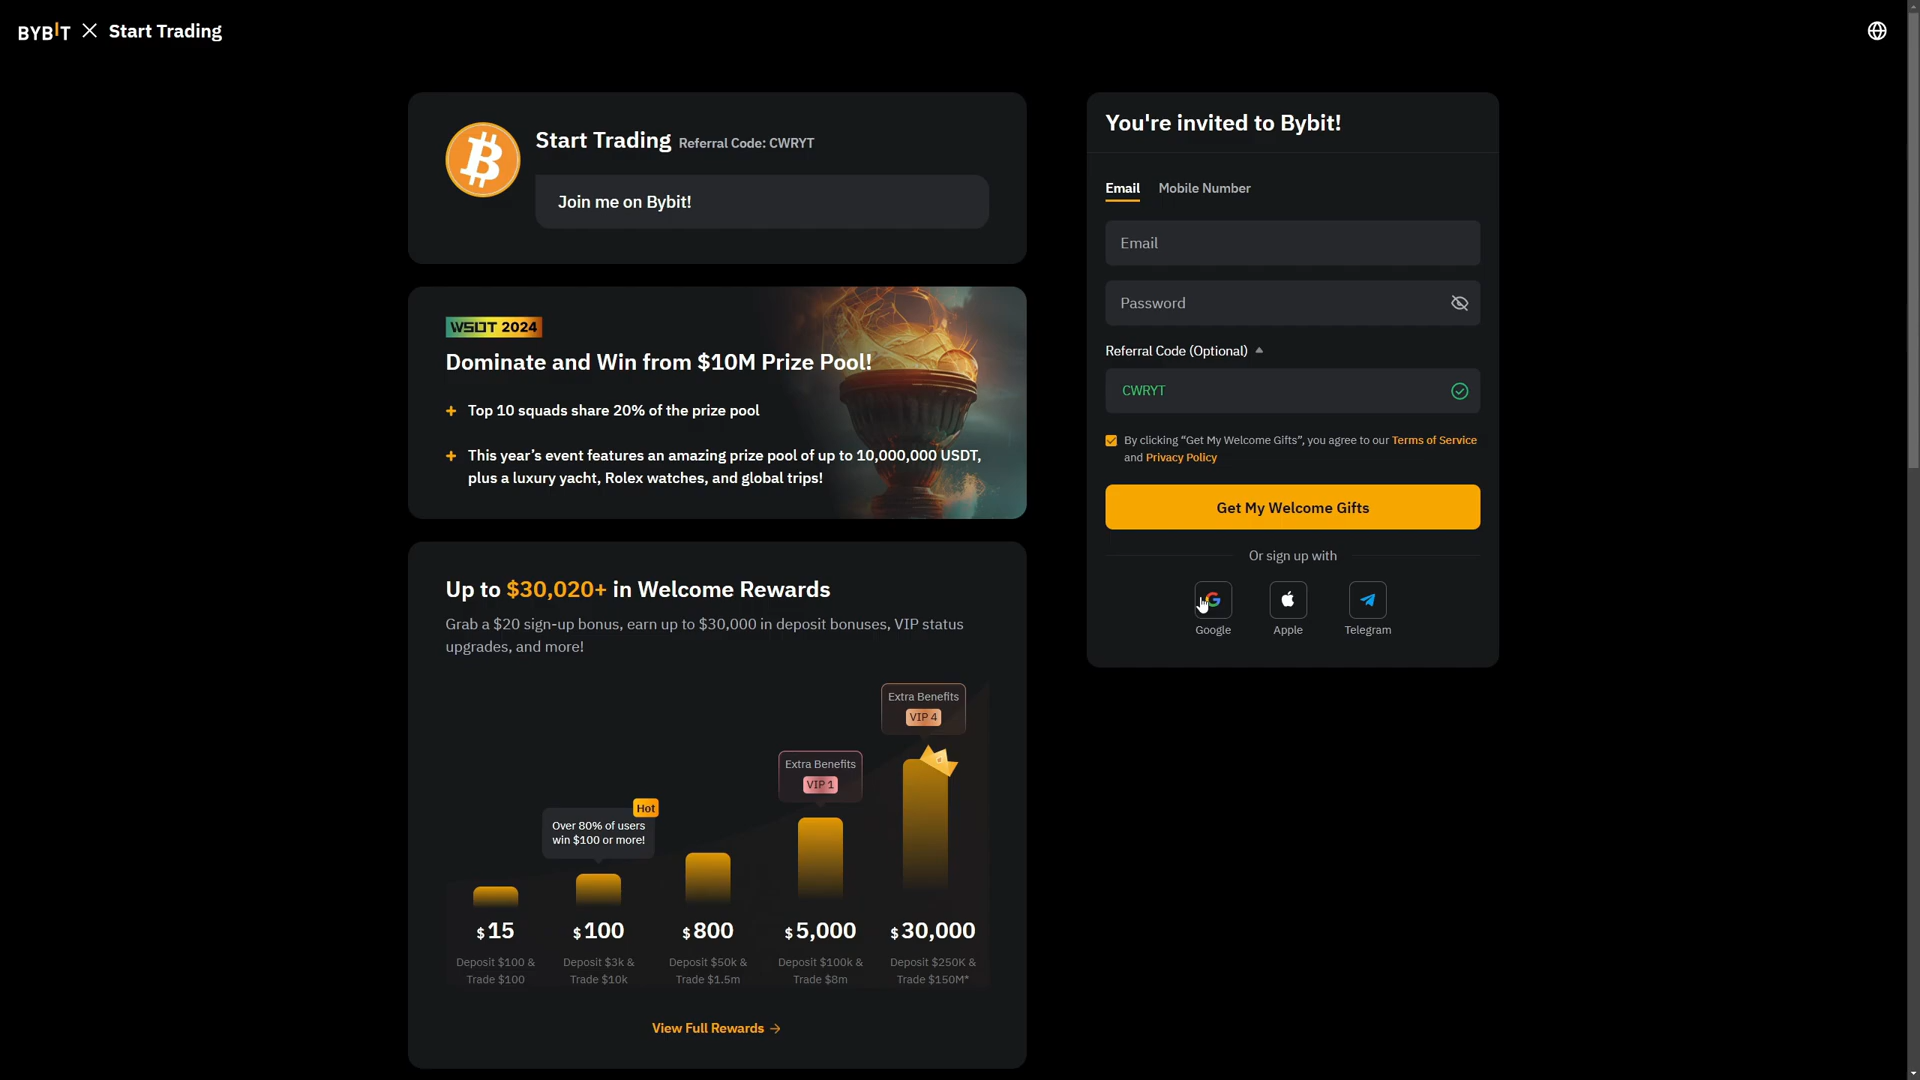 BYBIT X Start Trading
Start Trading Referral Code: CWRYT
Join me on Bybit!
WSOT 2024
Dominate and Win from $10M Prize Pool!
+ Top 10 squads share 20% of the prize pool
+ This year's event features an amazing prize pool of up to 10,000,000 USDT,
plus a luxury yacht, Rolex watches, and global trips!
Up to $30,020+ in Welcome Rewards
Grab a $20 sign-up bonus, earn up to $30,000 in deposit bonuses, VIP status
upgrades, and more!
Extra Benefits
VIP 4
Extra Benefits
VIP 1
Hot
Over 80% of users
win $100 or more!
$15
$100
$800
$5,000
$30,000
Deposit $100 &
Trade $100
Deposit $3k &
Trade $10k
Deposit $50k &
Trade $1.5m
Deposit $100k &
Trade $8m
Deposit $250K &
Trade $150M*
View Full Rewards →
You're invited to Bybit!
Email Mobile Number
Email
Password
Referral Code (Optional)
CWRYT
By clicking “Get My Welcome Gifts”, you agree to our Terms of Service
and Privacy Policy
Get My Welcome Gifts
Or sign up with
Google
Apple
Telegram